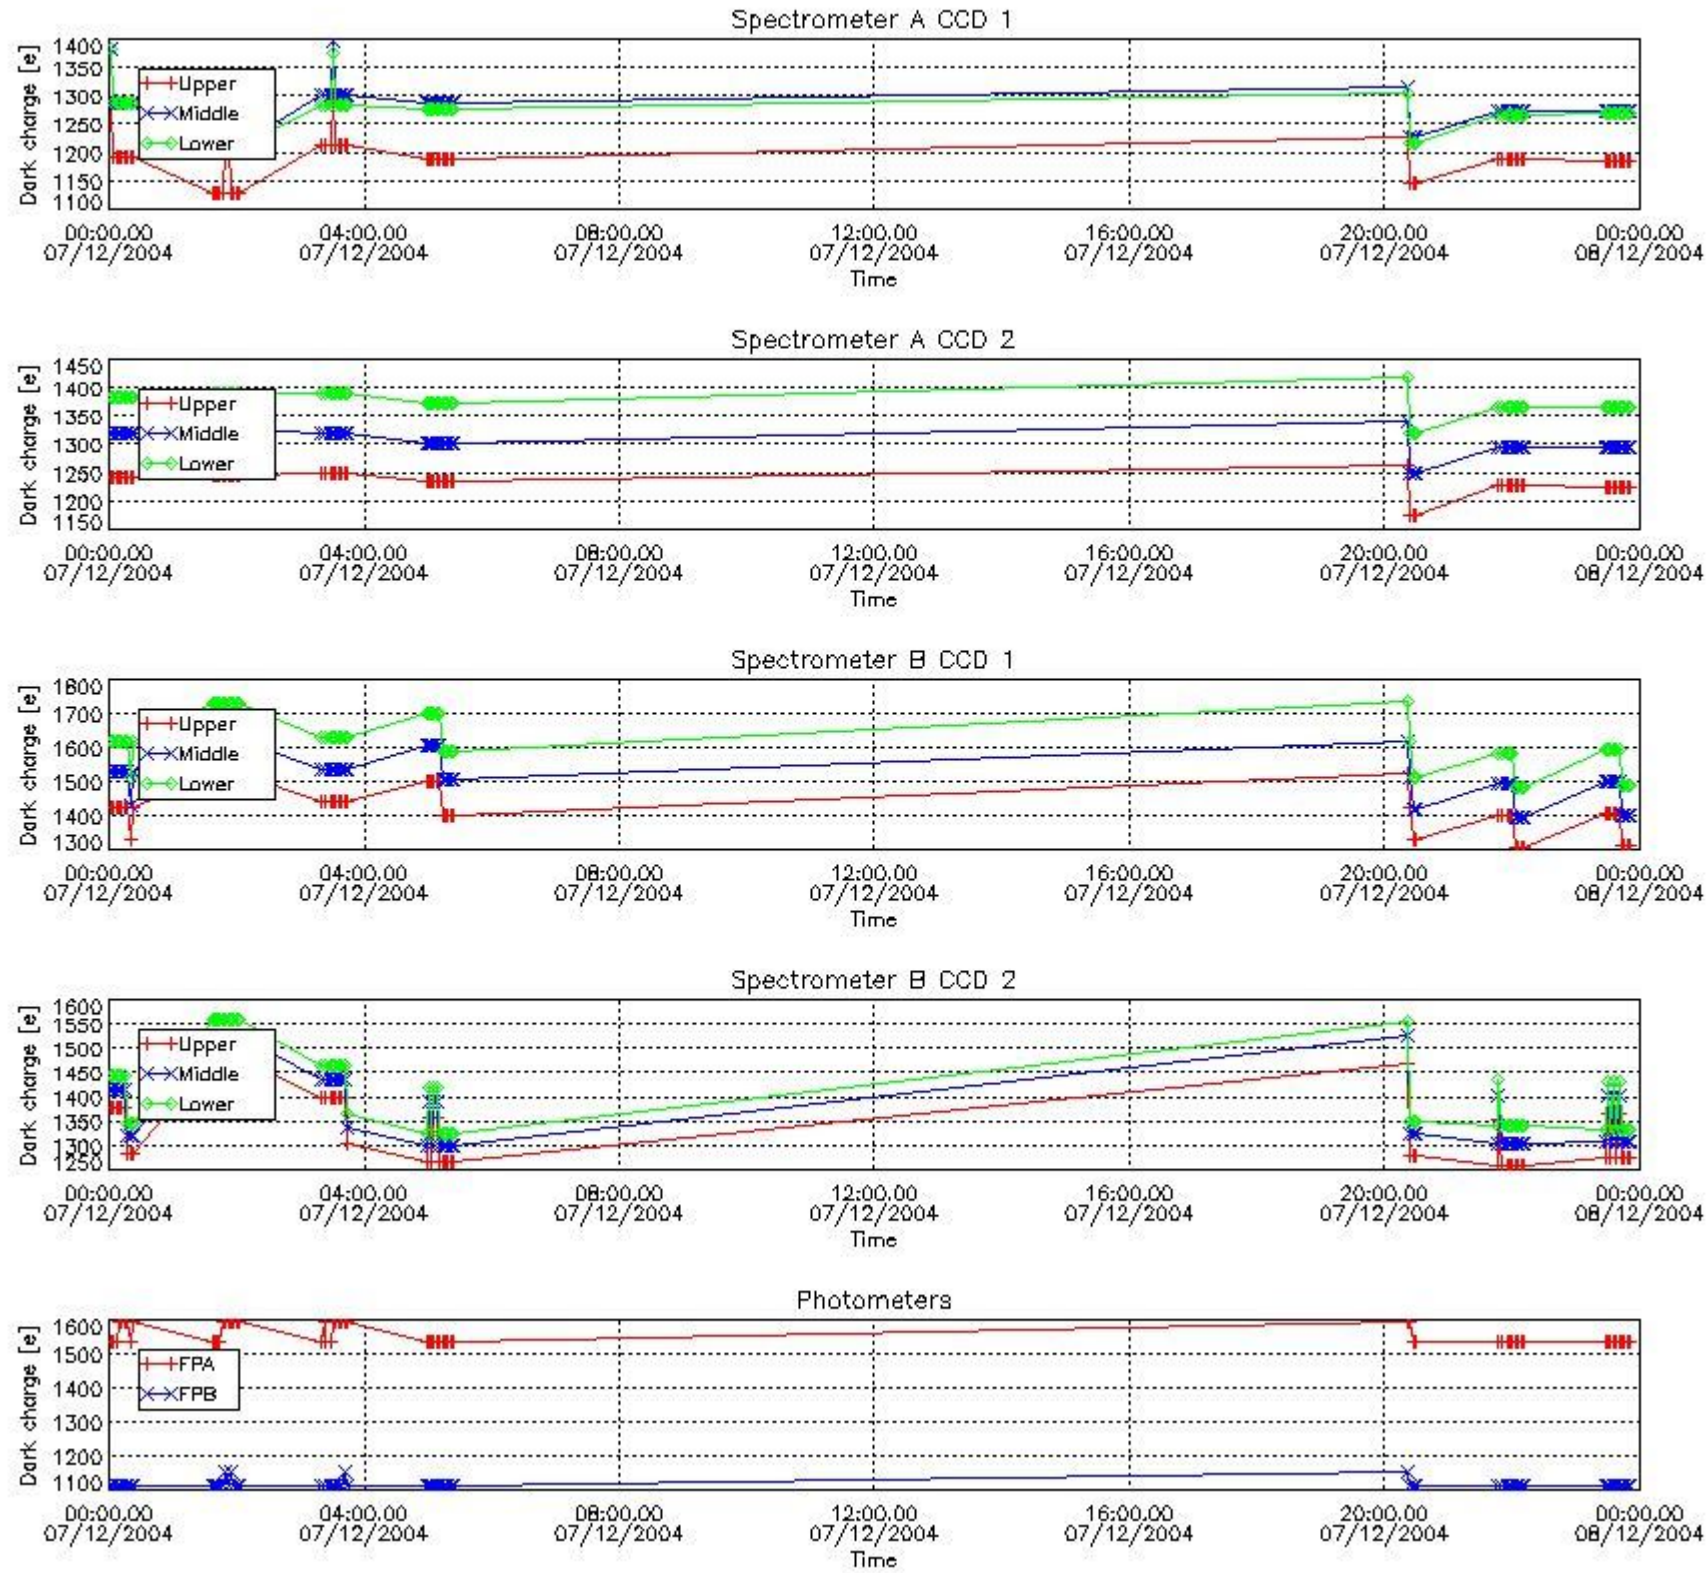 Spectrometer A CCD 1
Dark charge [e]
1400
1350
1300
1250
1200
1150
1100
Upper
Middle
Lower
00:00.00 04:00.00 08:00.00 12:00.00 16:00.00 20:00.00 00:00.00
07/12/2004 07/12/2004 07/12/2004 07/12/2004 07/12/2004 07/12/2004 08/12/2004
Time
Spectrometer A CCD 2
Dark charge [e]
1450
1400
1350
1300
1250
1200
1150
Upper
Middle
Lower
00:00.00 04:00.00 08:00.00 12:00.00 16:00.00 20:00.00 00:00.00
07/12/2004 07/12/2004 07/12/2004 07/12/2004 07/12/2004 07/12/2004 08/12/2004
Time
Spectrometer B CCD 1
Dark charge [e]
1800
1700
1600
1500
1400
1300
Upper
Middle
Lower
00:00.00 04:00.00 08:00.00 12:00.00 16:00.00 20:00.00 00:00.00
07/12/2004 07/12/2004 07/12/2004 07/12/2004 07/12/2004 07/12/2004 08/12/2004
Time
Spectrometer B CCD 2
Dark charge [e]
1600
1550
1500
1450
1400
1350
1300
1250
Upper
Middle
Lower
00:00.00 04:00.00 08:00.00 12:00.00 16:00.00 20:00.00 00:00.00
07/12/2004 07/12/2004 07/12/2004 07/12/2004 07/12/2004 07/12/2004 08/12/2004
Time
Photometers
Dark charge [e]
1600
1500
1400
1300
1200
1100
FPA
FPB
00:00.00 04:00.00 08:00.00 12:00.00 16:00.00 20:00.00 00:00.00
07/12/2004 07/12/2004 07/12/2004 07/12/2004 07/12/2004 07/12/2004 08/12/2004
Time